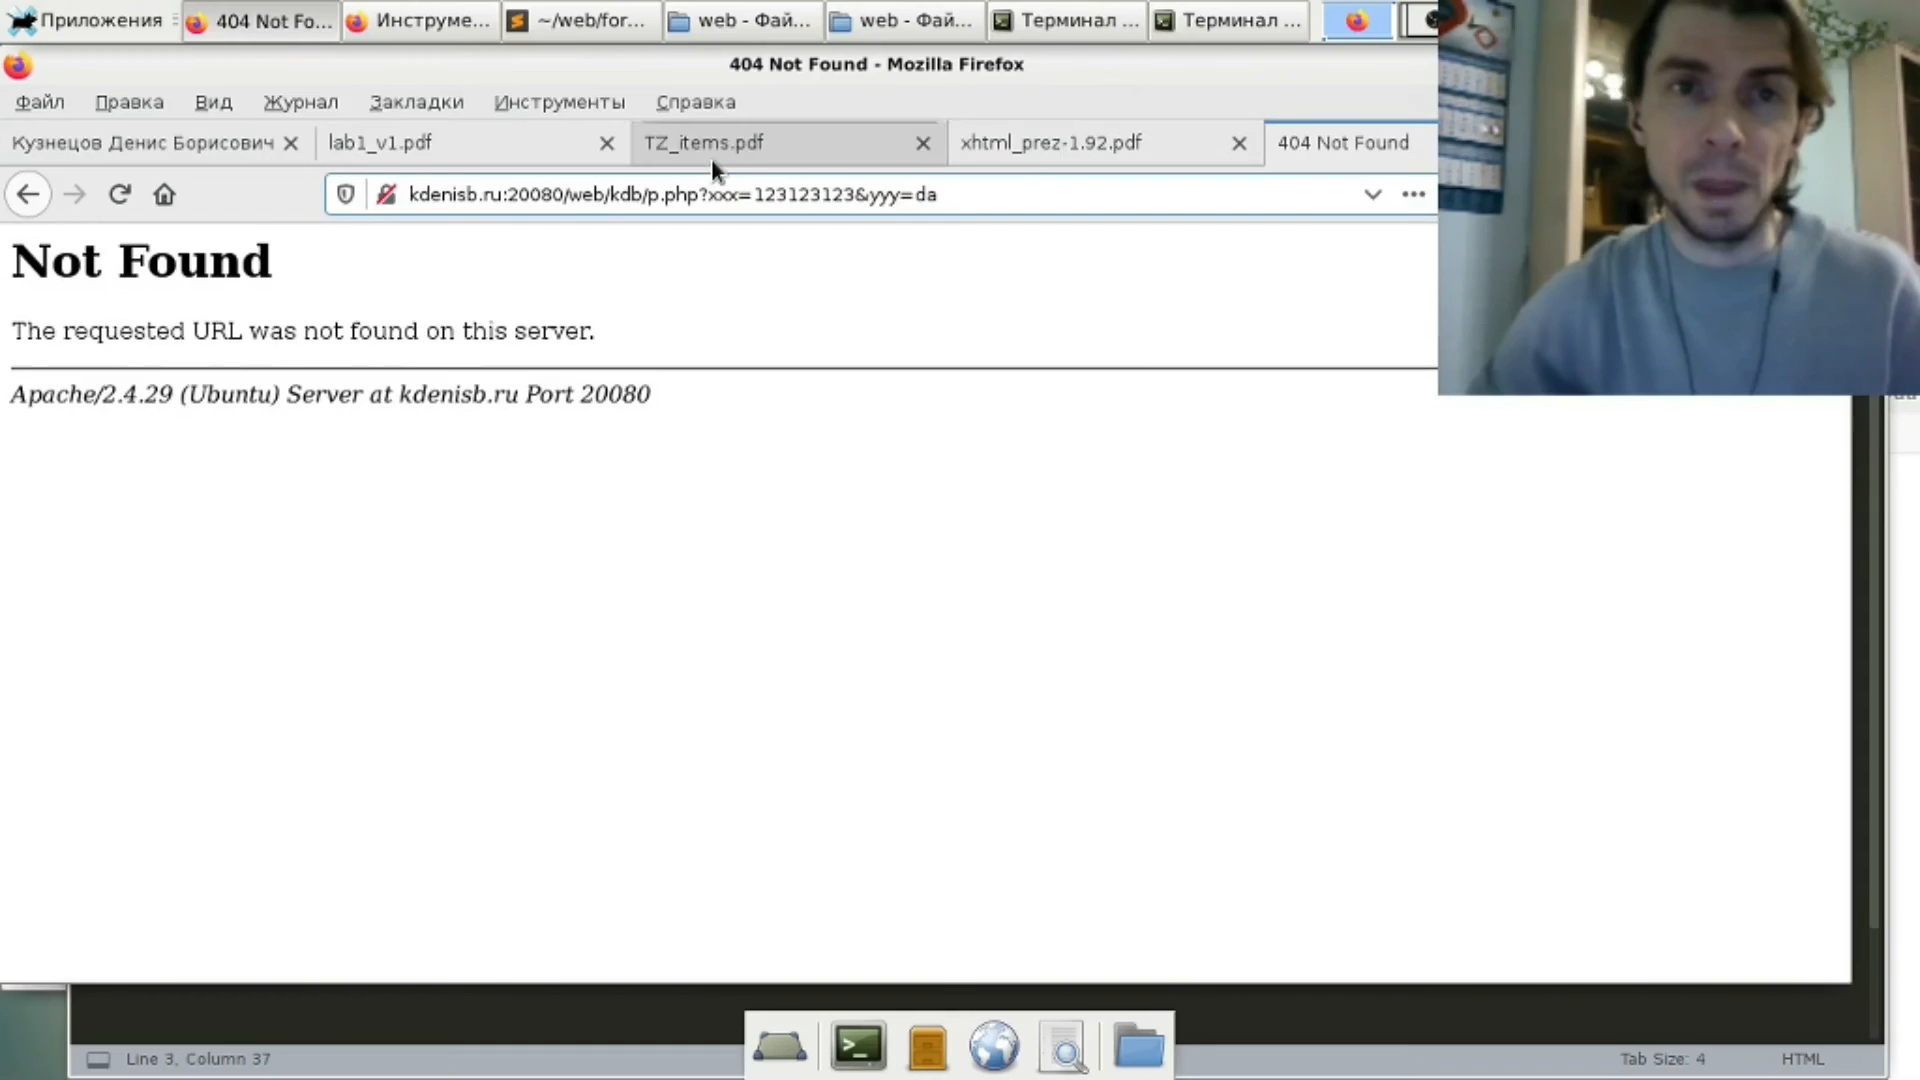 Приложения
404 Not Fo...
Инструме...
~/web/for...
web - Фай...
web - Фай...
Терминал ...
Терминал ...
404 Not Found - Mozilla Firefox
Файл Правка Вид Журнал Закладки Инструменты Справка
Кузнецов Денис Борисович
lab1_v1.pdf
TZ_items.pdf
xhtml_prez-1.92.pdf
404 Not Found
kdenisb.ru:20080/web/kdb/p.php?xxx=123123123&yyy=da
Not Found
The requested URL was not found on this server.
Apache/2.4.29 (Ubuntu) Server at kdenisb.ru Port 20080
Line 3, Column 37
Tab Size: 4
HTML